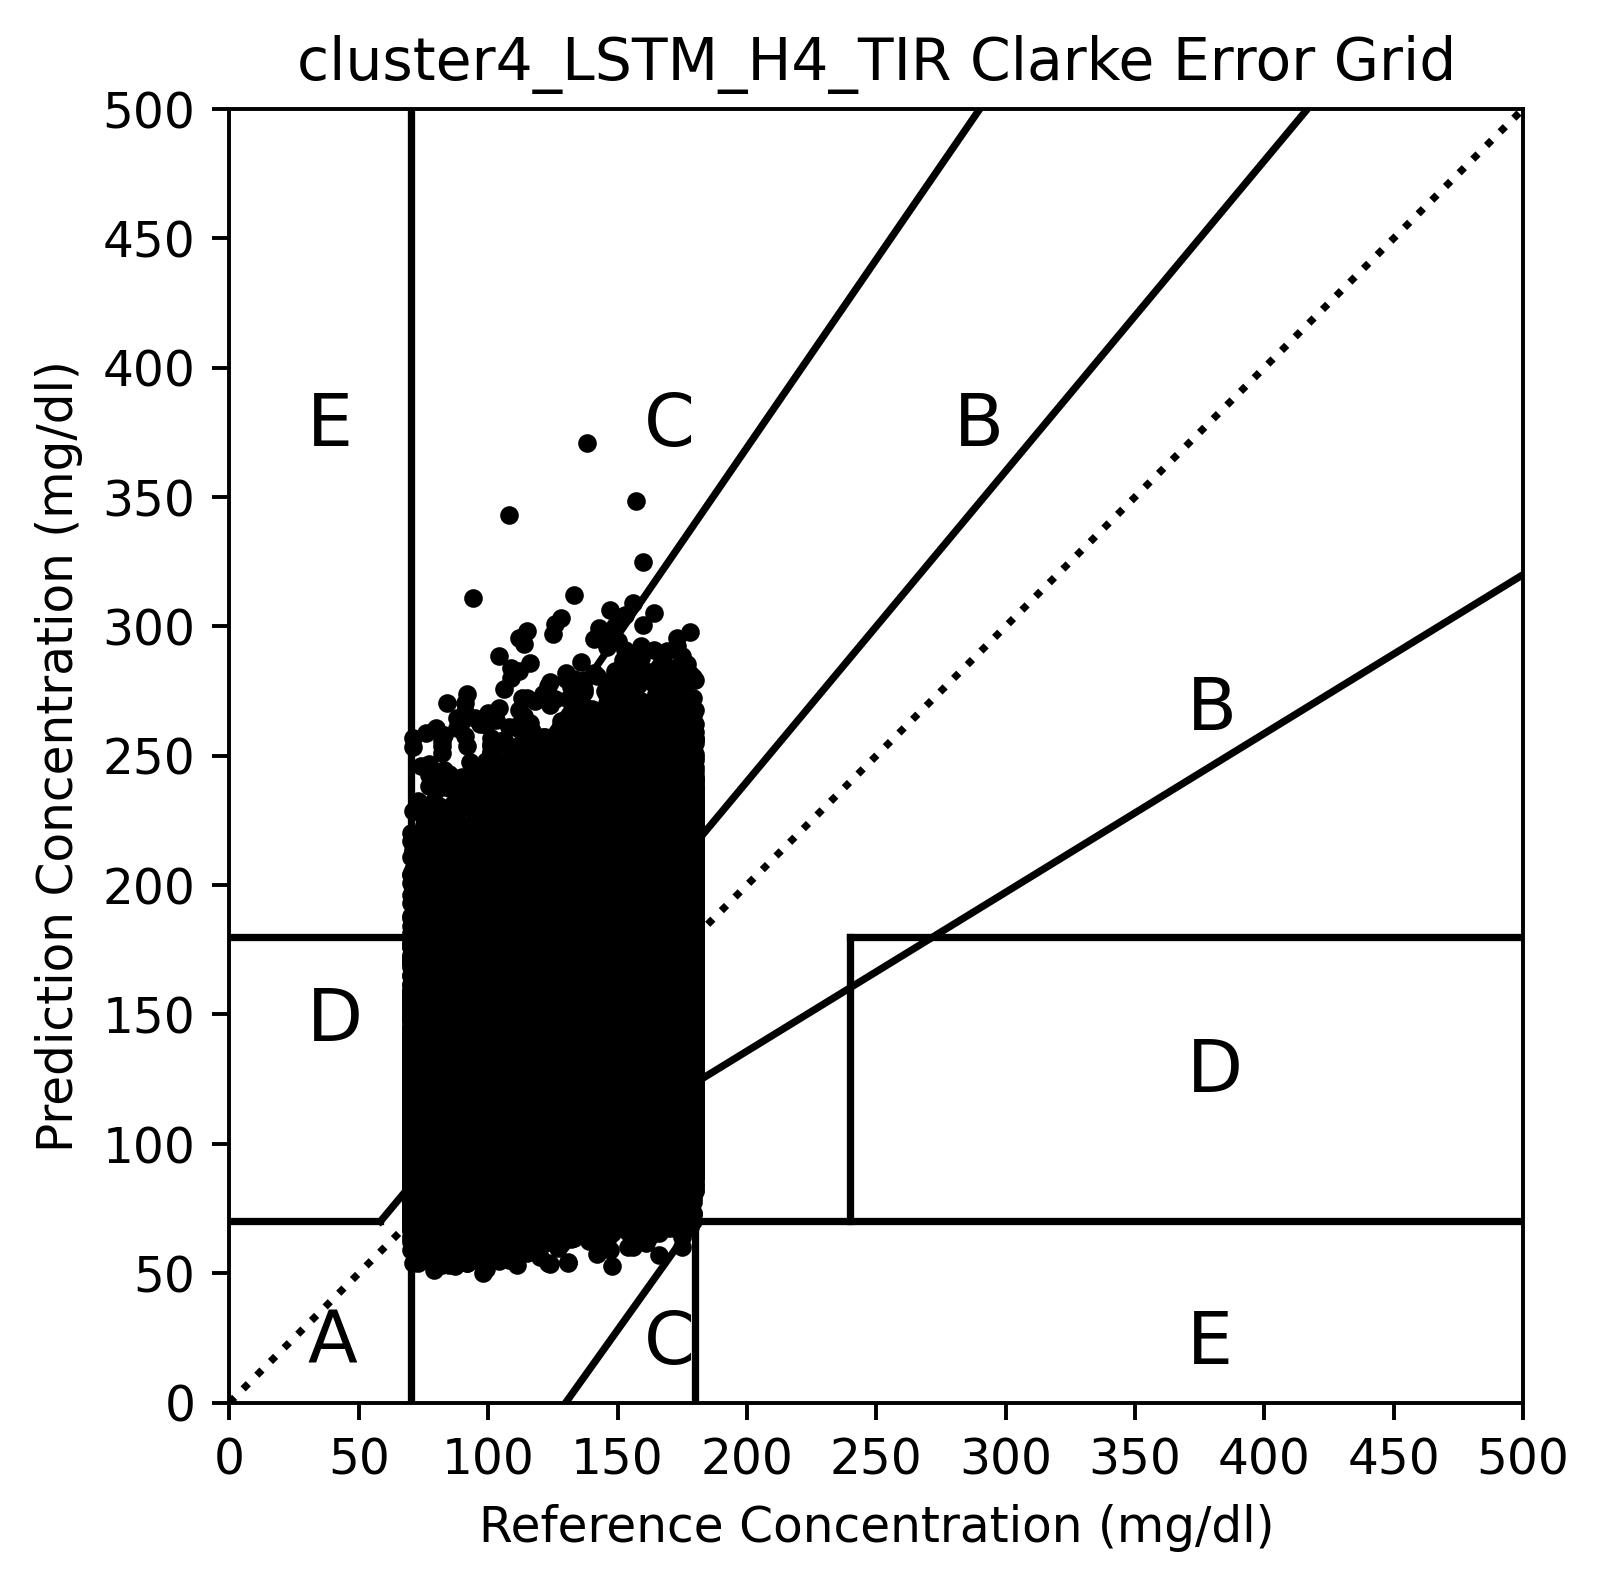 cluster4_LSTM_H4_TIR Clarke Error Grid
500
450
400
350
300
250
200
150
100
50
0
Prediction Concentration (mg/dl)
E
C
B
B
D
D
A
C
E
0 50 100 150 200 250 300 350 400 450 500
Reference Concentration (mg/dl)